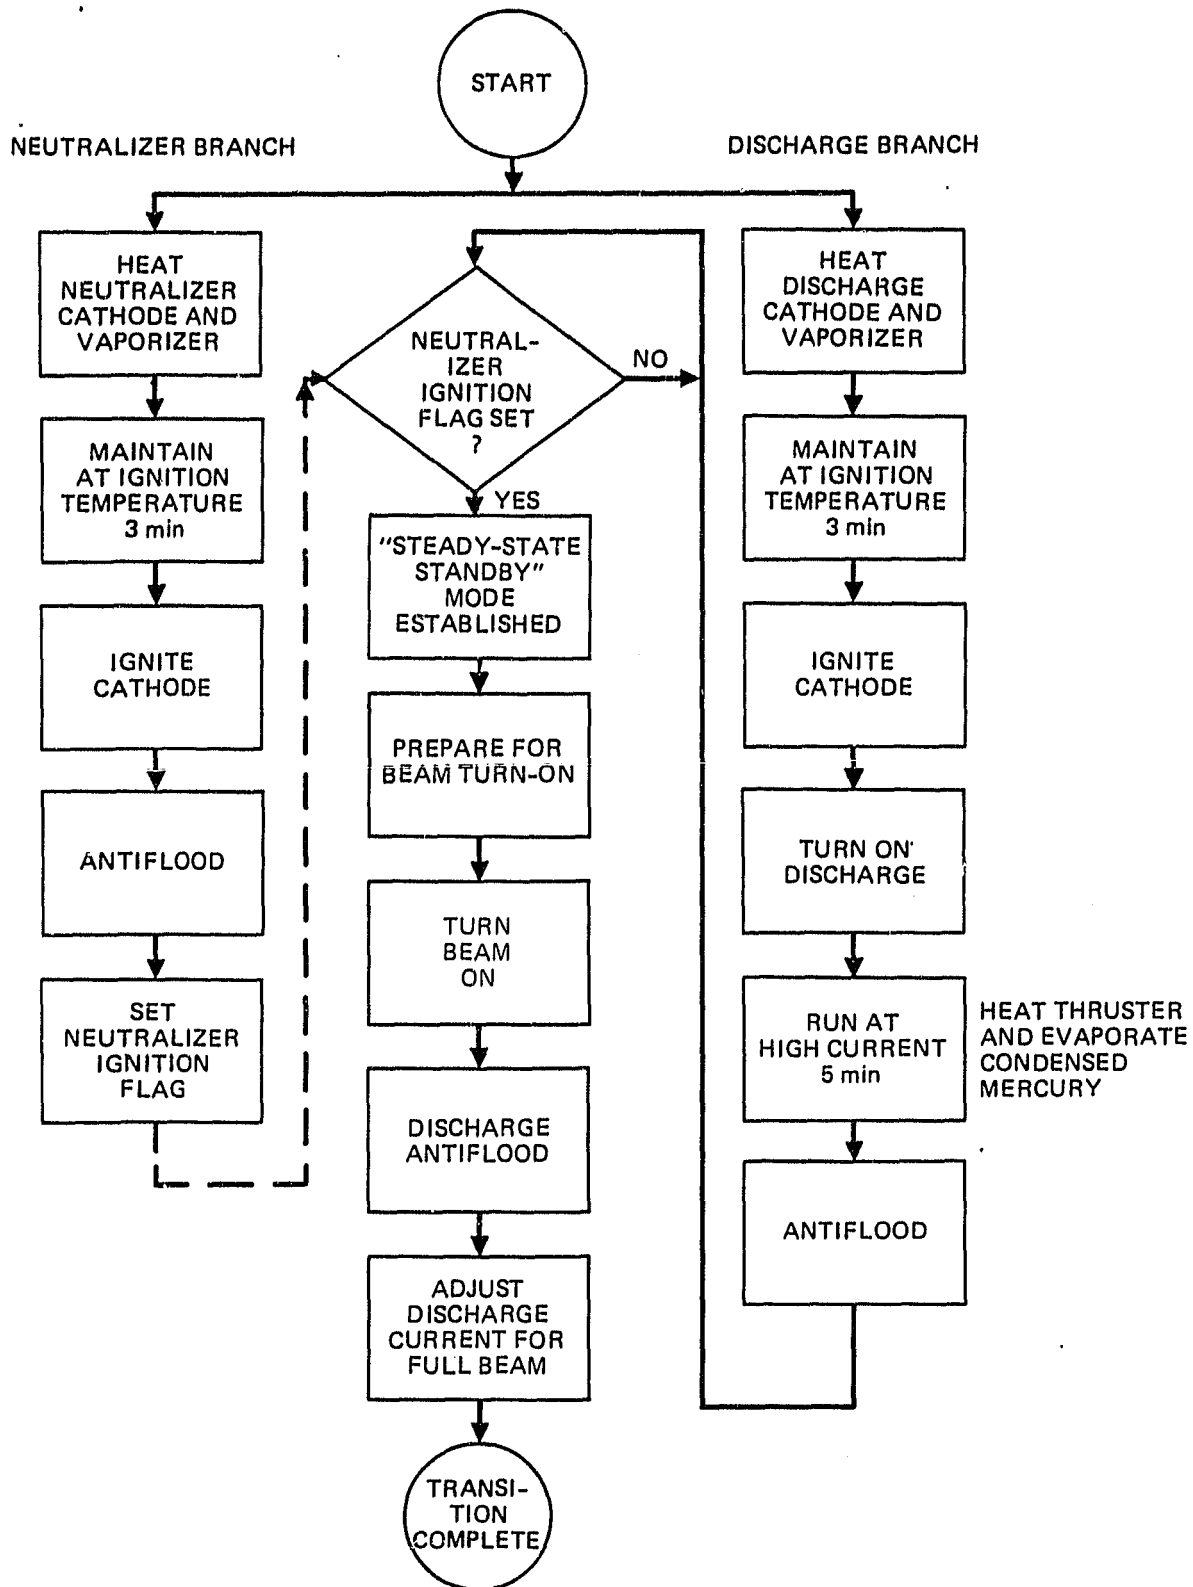 START
NEUTRALIZER BRANCH
HEAT
NEUTRALIZER
CATHODE AND
VAPORIZER
MAINTAIN
AT IGNITION
TEMPERATURE
3 min
IGNITE
CATHODE
ANTIFLOOD
SET
NEUTRALIZER
IGNITION
FLAG
NEUTRAL-
IZER
IGNITION
FLAG SET
?
NO
YES
"STEADY-STATE
STANDBY"
MODE
ESTABLISHED
PREPARE FOR
BEAM TURN-ON
TURN
BEAM
ON
DISCHARGE
ANTIFLOOD
ADJUST
DISCHARGE
CURRENT FOR
FULL BEAM
TRANSI-
TION
COMPLETE
DISCHARGE BRANCH
HEAT
DISCHARGE
CATHODE AND
VAPORIZER
MAINTAIN
AT IGNITION
TEMPERATURE
3 min
IGNITE
CATHODE
TURN ON
DISCHARGE
RUN AT
HIGH CURRENT
5 min
HEAT THRUSTER
AND EVAPORATE
CONDENSED
MERCURY
ANTIFLOOD